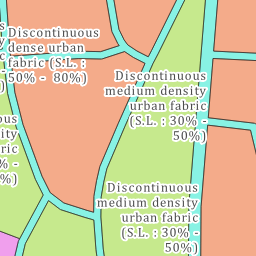 Discontinuous
dense urban
fabric (S.L. :
50% -  80%)
Discontinuous
medium density
urban fabric
(S.L. : 30% -
50%)
Discontinuous
medium density
urban fabric
(S.L. : 30% -
50%)